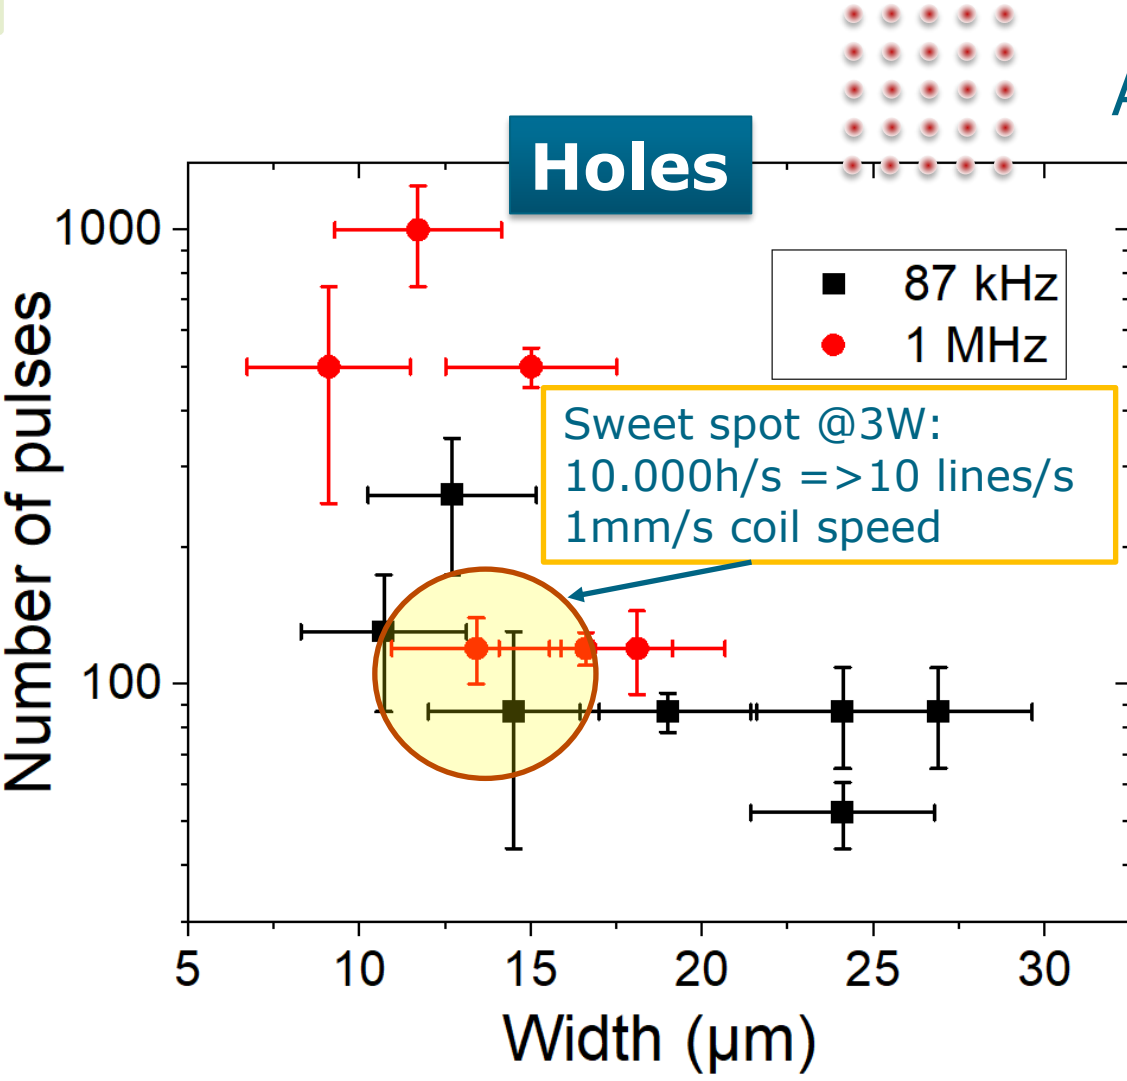 A
Holes
1000
100
Number of pulses
87 kHz
1 MHz
Sweet spot @3W:
10.000h/s =>10 lines/s
1mm/s coil speed
5 10 15 20 25 30
Width (μm)